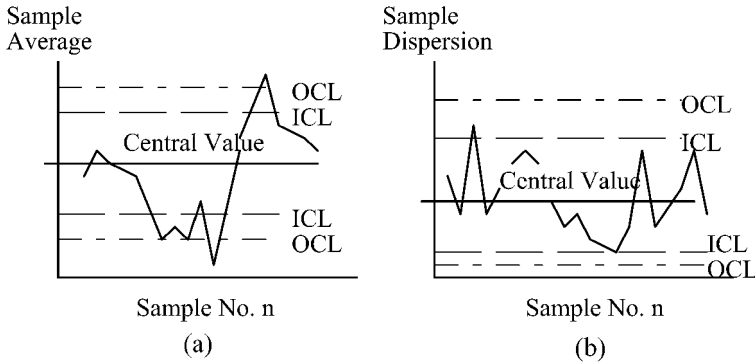 Sample
Average
OCL
ICL
Central Value
ICL
OCL
Sample No. n
(a)
Sample
Dispersion
OCL
ICL
Central Value
ICL
OCL
Sample No. n
(b)